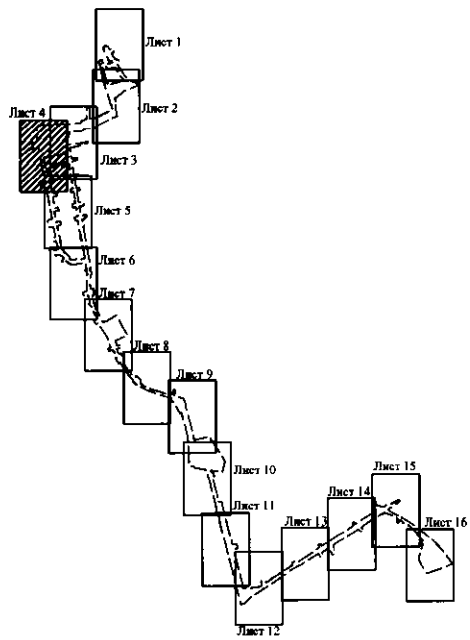 Лист 1
Лист 2
Лист 4
Лист 3
Лист 5
Лист 6
Лист 7
Лист 8
Лист 9
Лист 10
Лист 15
Лист 14
Лист 11
Лист 13
Лист 16
Лист 12